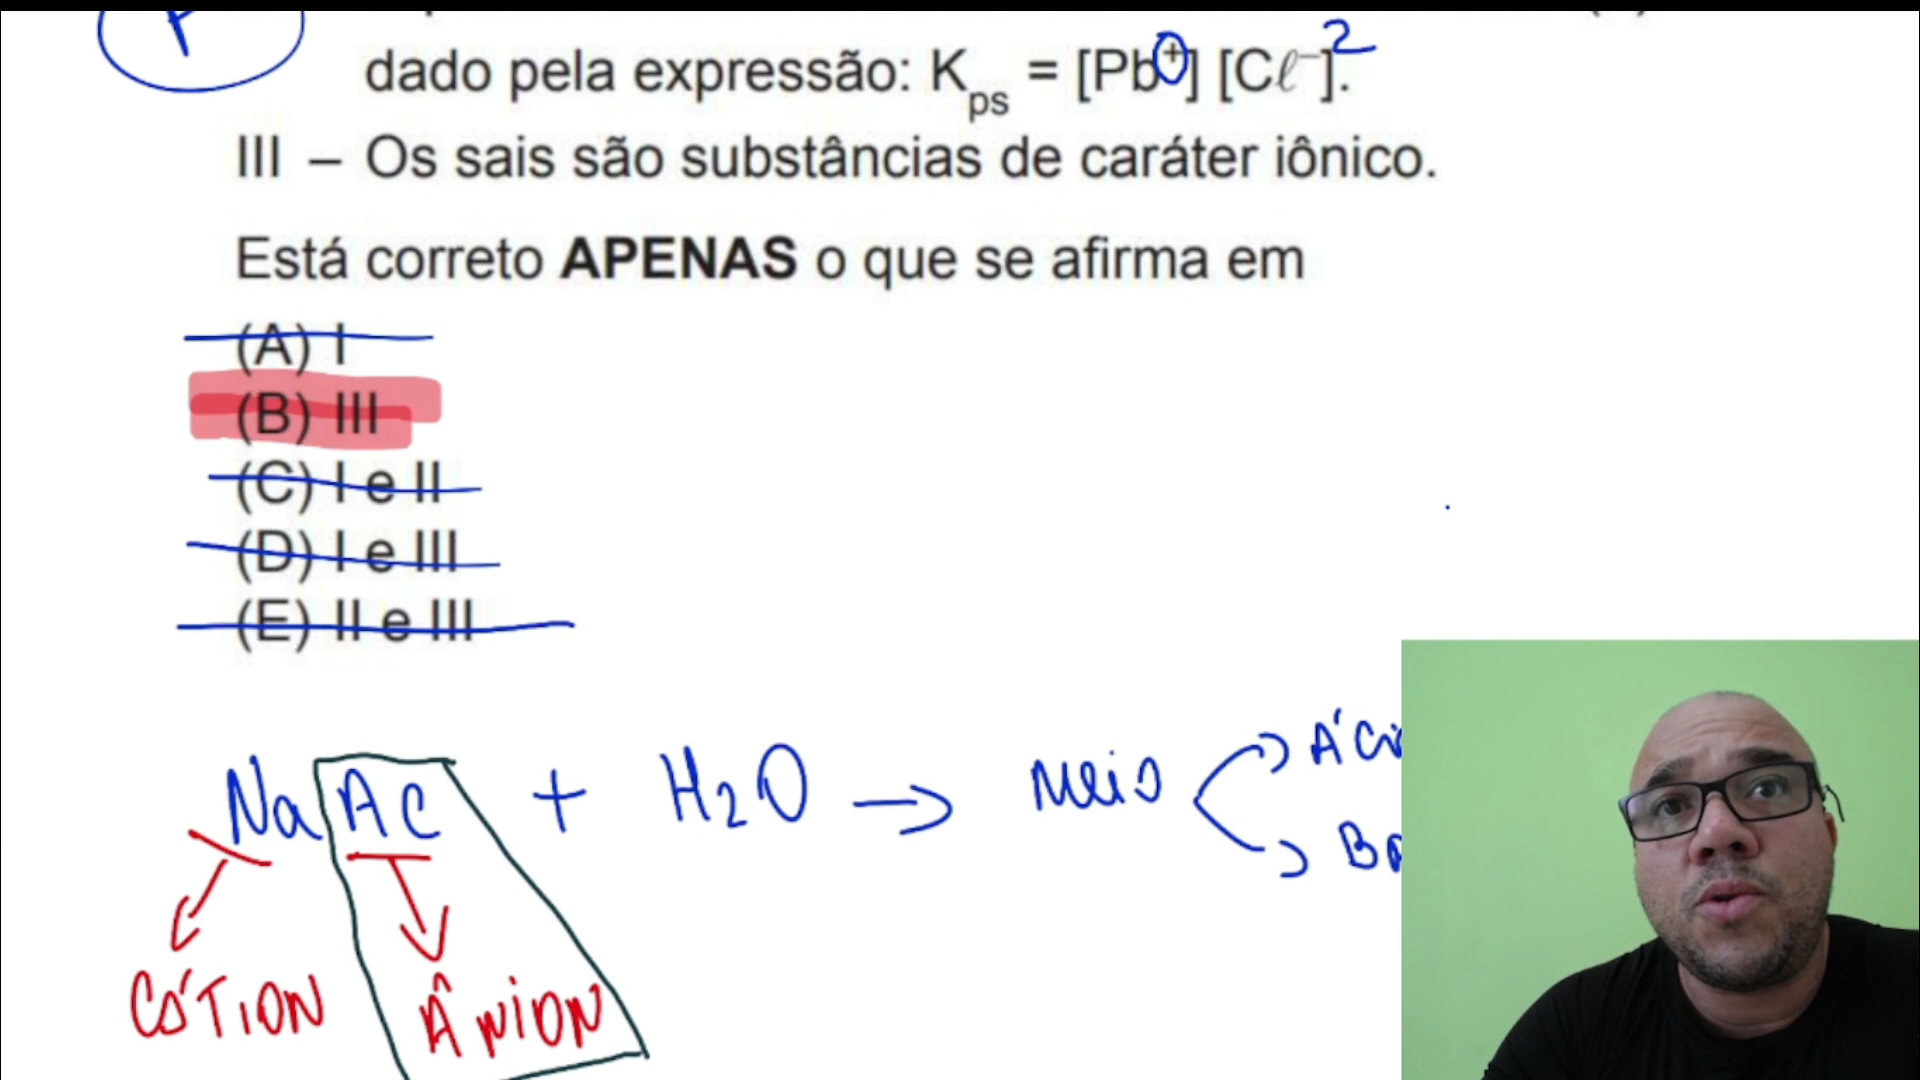 F
dado pela expressão: Kps = [Pb+] [Cℓ–]2.
III – Os sais são substâncias de caráter iônico.
Está correto APENAS o que se afirma em
(A) I
(B) III
(C) I e II
(D) I e III
(E) II e III
NaAc + H2O → Meio
CÁTION
ÂNION